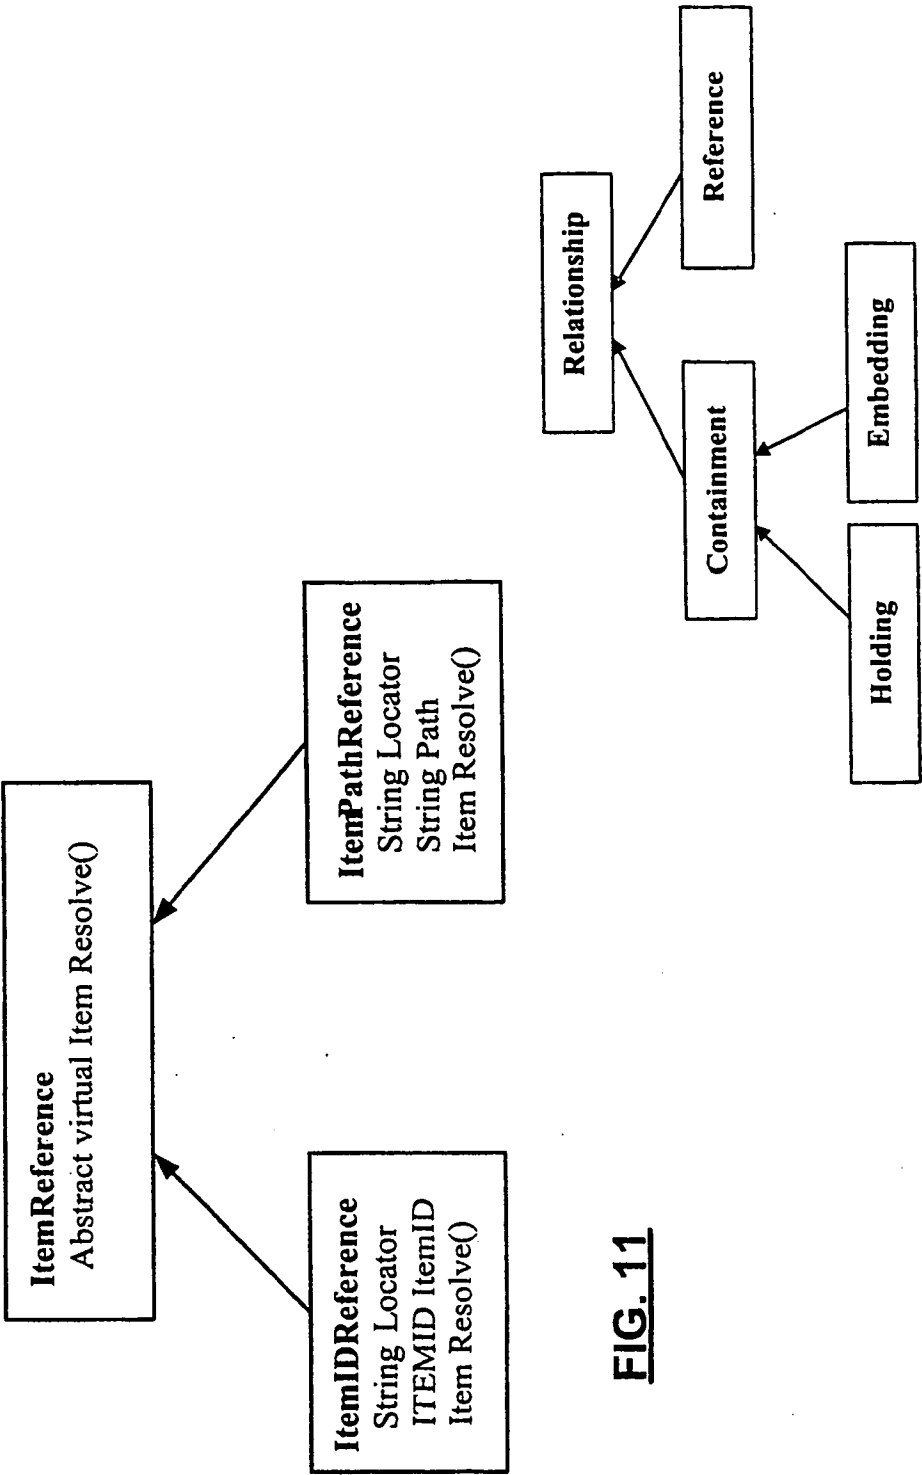 ItemReference
Abstract virtual Item Resolve()
ItemIDReference
String Locator
ITEMID ItemID
Item Resolve()
ItemPathReference
String Locator
String Path
Item Resolve()
FIG. 11
Relationship
Containment
Reference
Holding
Embedding